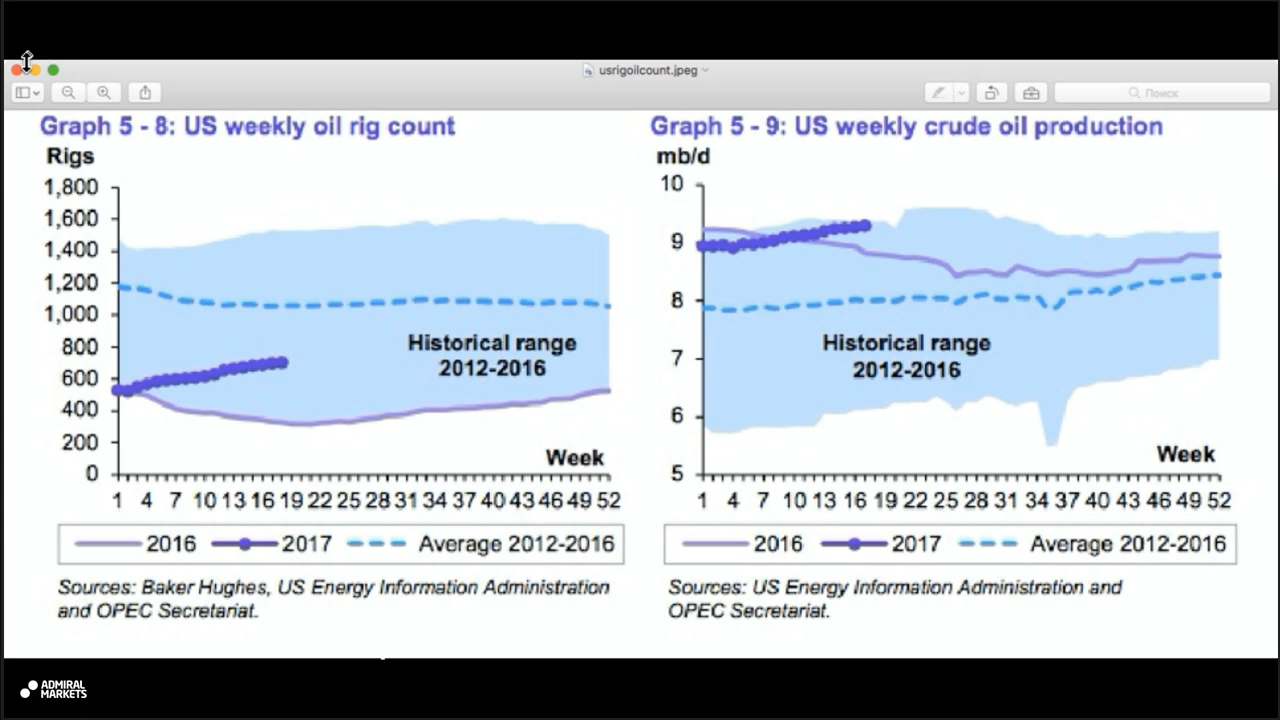 usrigoilcount.jpeg
Поиск
Graph 5 - 8: US weekly oil rig count
Rigs
1,800
1,600
1,400
1,200
1,000
800
600
400
200
0
Historical range
2012-2016
Week
1 4 7 10 13 16 19 22 25 28 31 34 37 40 43 46 49 52
2016 2017 Average 2012-2016
Sources: Baker Hughes, US Energy Information Administration
and OPEC Secretariat.
Graph 5 - 9: US weekly crude oil production
mb/d
10
9
8
7
6
5
Historical range
2012-2016
Week
1 4 7 10 13 16 19 22 25 28 31 34 37 40 43 46 49 52
2016 2017 Average 2012-2016
Sources: US Energy Information Administration and
OPEC Secretariat.
ADMIRAL
MARKETS